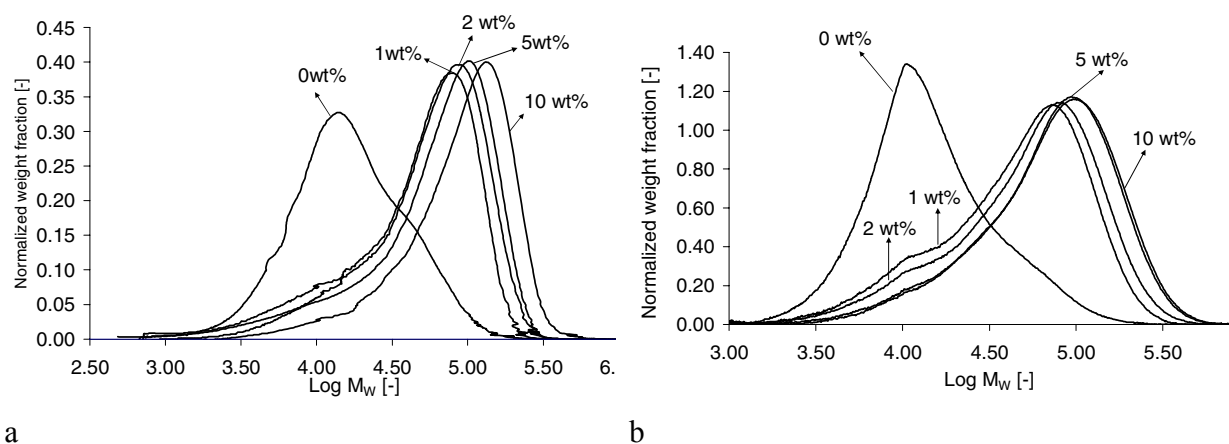 0.45
0.40
0.35
0.30
0.25
0.20
0.15
0.10
0.05
0.00
Normalized weight fraction [-]
2.50 3.00 3.50 4.00 4.50 5.00 5.50 6.
Log Mw [-]
0wt%
1wt%
2 wt%
5wt%
10 wt%
a
1.40
1.20
1.00
0.80
0.60
0.40
0.20
0.00
Normalized weight fraction [-]
3.00 3.50 4.00 4.50 5.00 5.50
Log Mw [-]
0 wt%
5 wt%
10 wt%
1 wt%
2 wt%
b